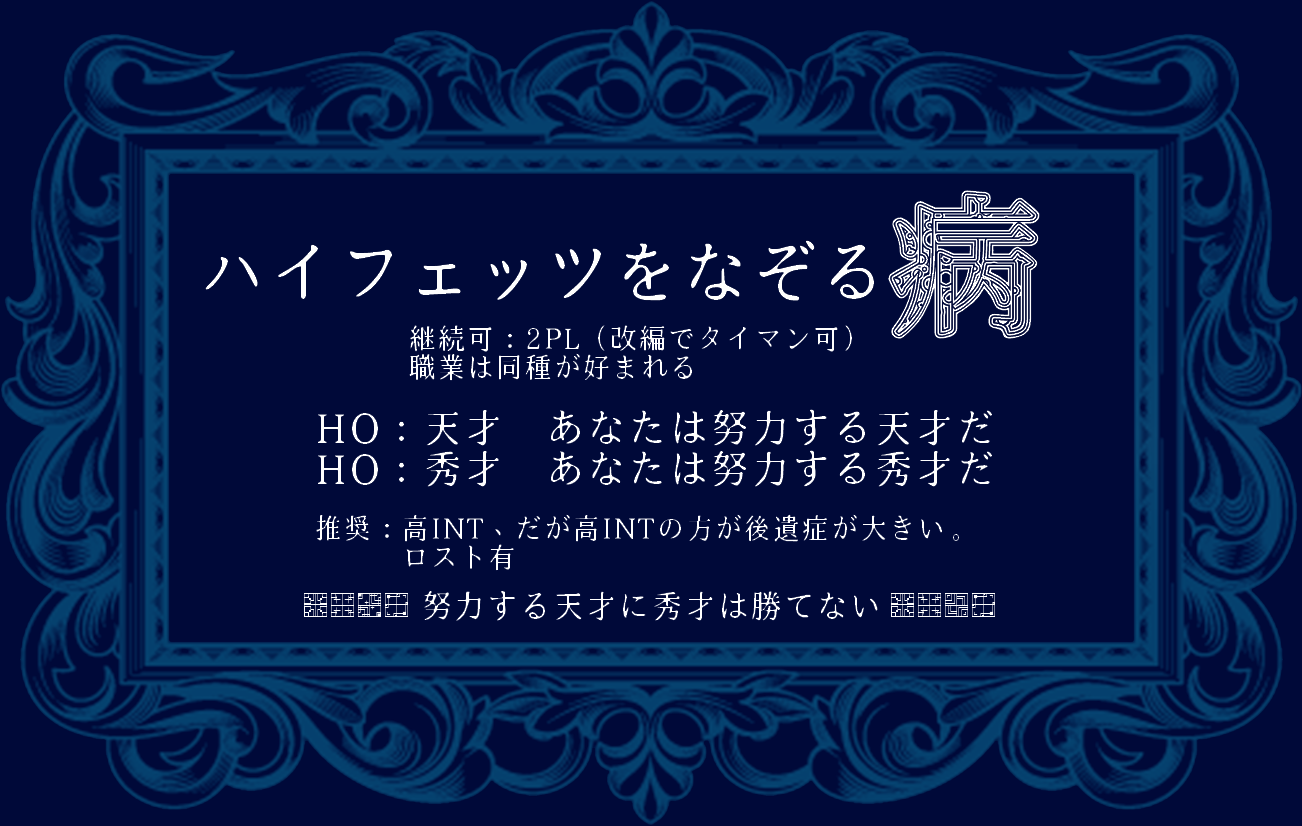 ハイフェッツをなぞる病
継続可：2PL（改編でタイマン可）
職業は同種が好まれる
HO：天才　あなたは努力する天才だ
HO：秀才　あなたは努力する秀才だ
推奨：高INT、だが高INTの方が後遺症が大きい。
ロスト有
努力する天才に秀才は勝てない